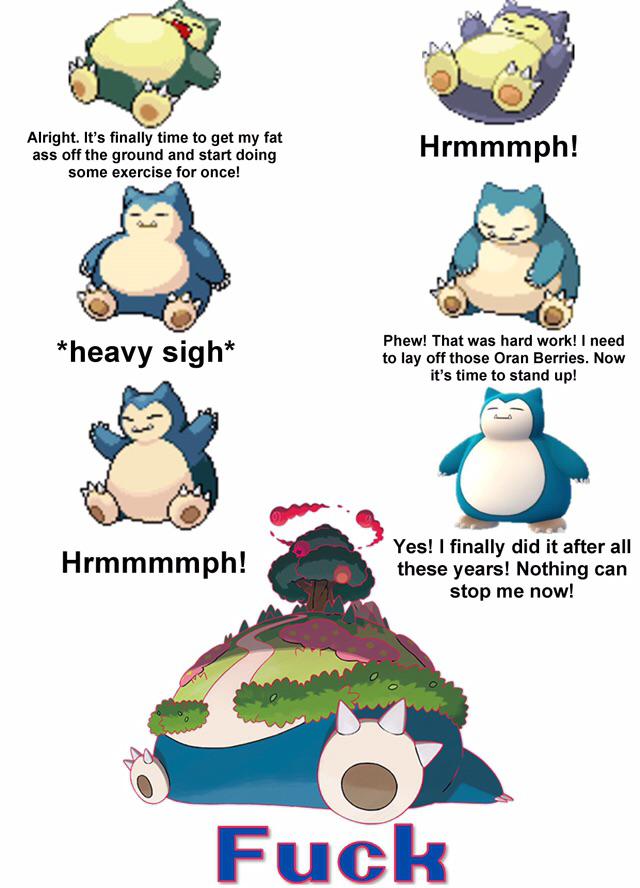 Alright. It's finally time to get my fat
ass off the ground and start doing
some exercise for once!
Hrmmmph!
*heavy sigh*
Phew! That was hard work! I need
to lay off those Oran Berries. Now
it's time to stand up!
Hrmmmmph!
Yes! I finally did it after all
these years! Nothing can
stop me now!
Fuck